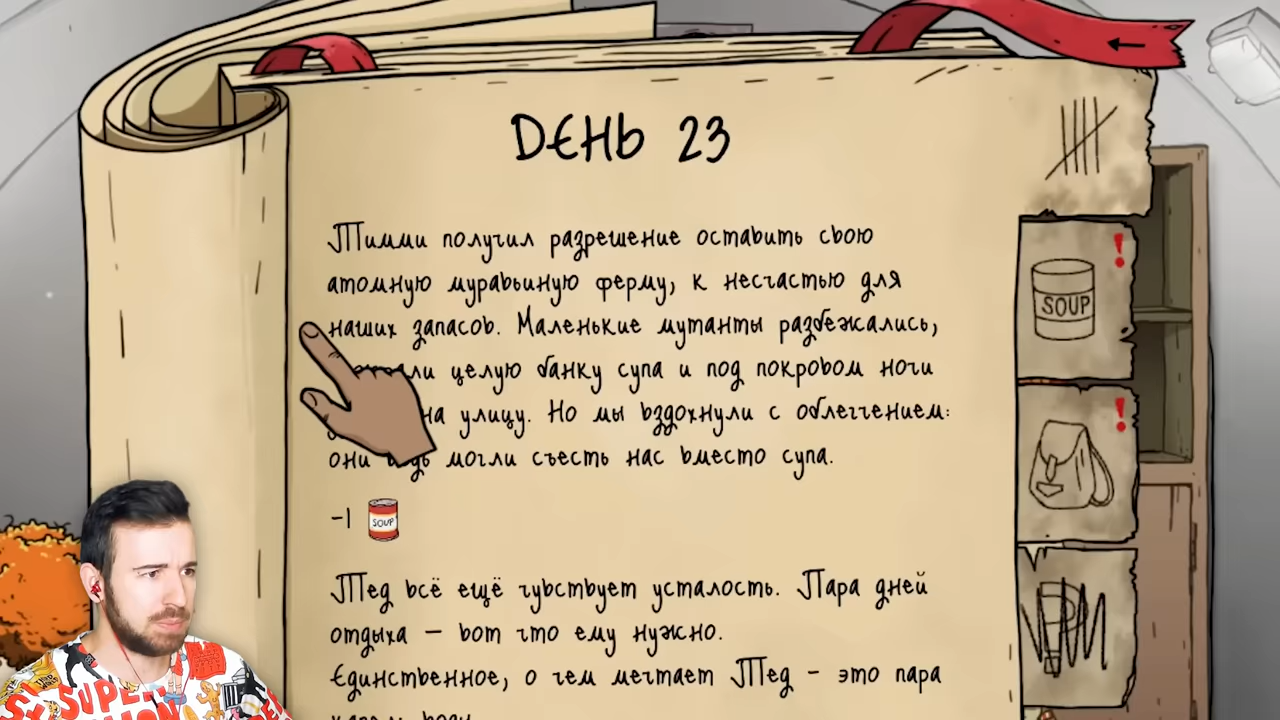 ДЕНЬ 23
Тимми получил разрешение оставить свою
атомную муравьиную ферму, к несчастью для
наших запасов. Маленькие мутанты разбежались,
целую банку супа и под покровом ночи
на улицу. Но мы вздохнули с облегчением:
они могли съесть нас вместо супа.
-1 SOUP
Тед всё ещё чувствует усталость. Пара дней
отдыха – вот что ему нужно.
Единственное, о чем мечтает Тед – это пара
!
SOUP
!
SUPER